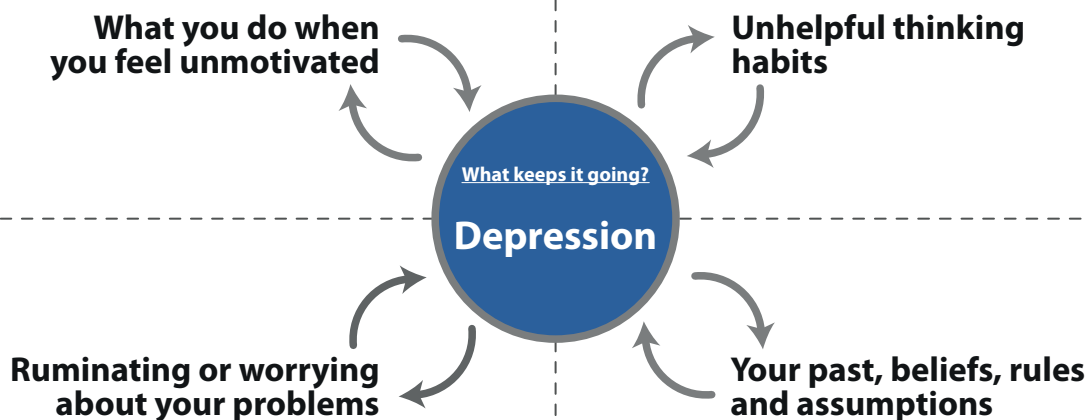 What you do when
you feel unmotivated
Unhelpful thinking
habits
What keeps it going?
Depression
Ruminating or worrying
about your problems
Your past, beliefs, rules
and assumptions